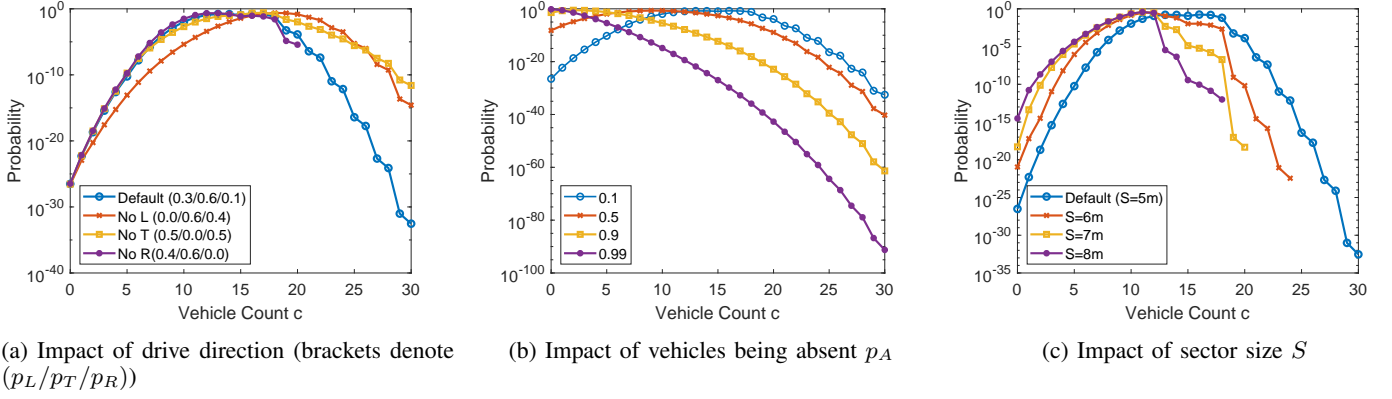 10^0
10^-10
10^-20
10^-30
10^-40
Probability
0 5 10 15 20 25 30
Vehicle Count c
Default (0.3/0.6/0.1)
No L (0.0/0.6/0.4)
No T (0.5/0.0/0.5)
No R(0.4/0.6/0.0)
(a) Impact of drive direction (brackets denote
(p_L/p_T/p_R))
10^0
10^-20
10^-40
10^-60
10^-80
10^-100
Probability
0 5 10 15 20 25 30
Vehicle Count c
0.1
0.5
0.9
0.99
(b) Impact of vehicles being absent p_A
10^0
10^-5
10^-10
10^-15
10^-20
10^-25
10^-30
10^-35
Probability
0 5 10 15 20 25 30
Vehicle Count c
Default (S=5m)
S=6m
S=7m
S=8m
(c) Impact of sector size S